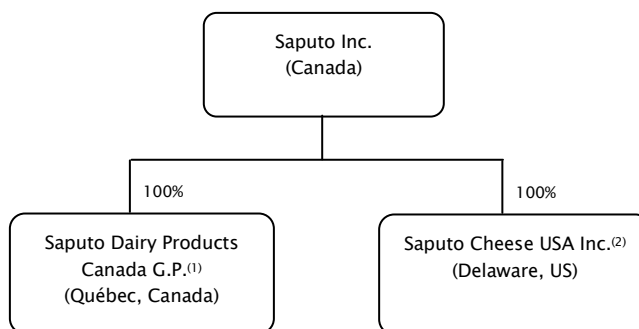 Saputo Inc.
(Canada)
100%
100%
Saputo Dairy Products
Canada G.P.(1)
(Québec, Canada)
Saputo Cheese USA Inc.(2)
(Delaware, US)